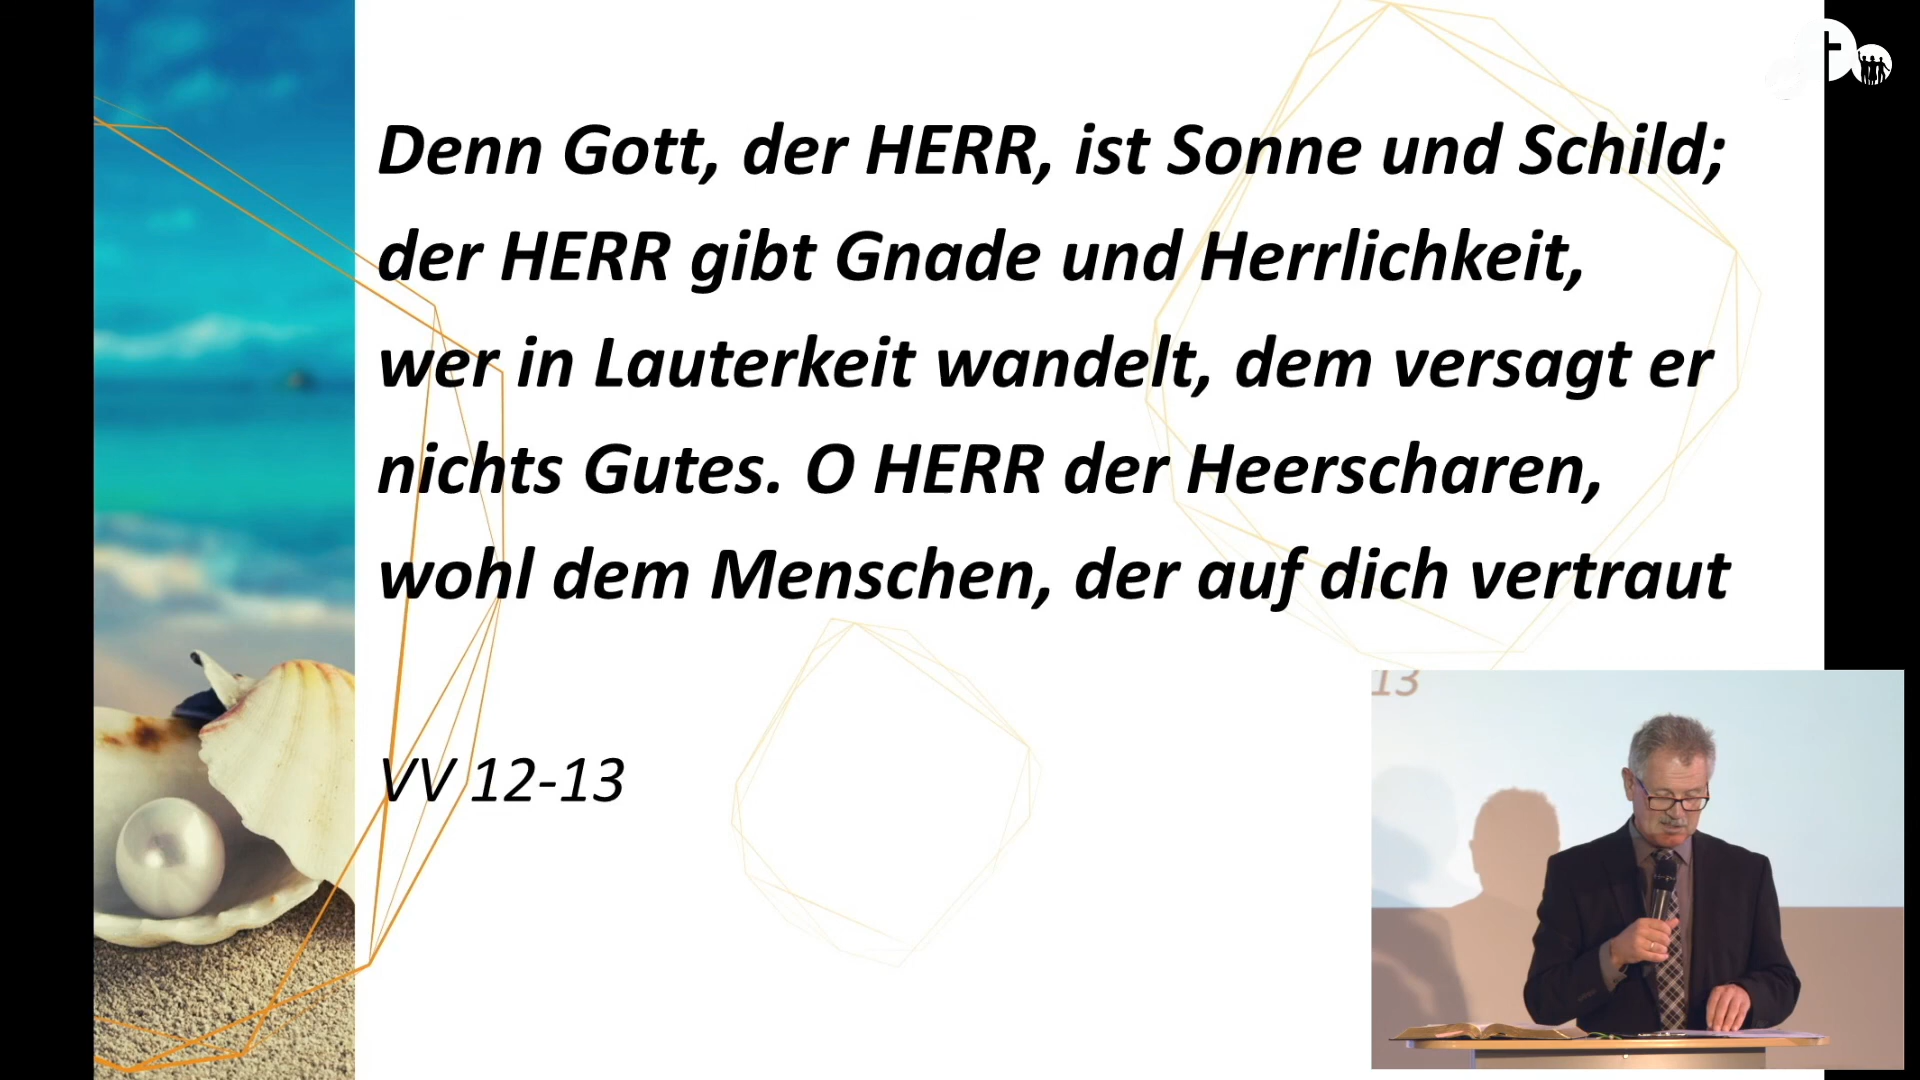 Denn Gott, der HERR, ist Sonne und Schild;
der HERR gibt Gnade und Herrlichkeit,
wer in Lauterkeit wandelt, dem versagt er
nichts Gutes. O HERR der Heerscharen,
wohl dem Menschen, der auf dich vertraut
VV 12-13
13